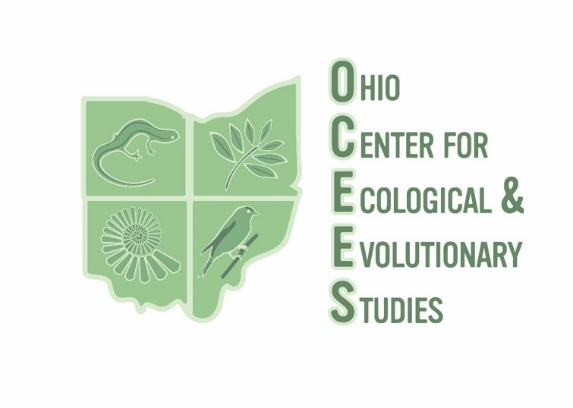 OHIO
CENTER FOR
ECOLOGICAL &
EVOLUTIONARY
STUDIES